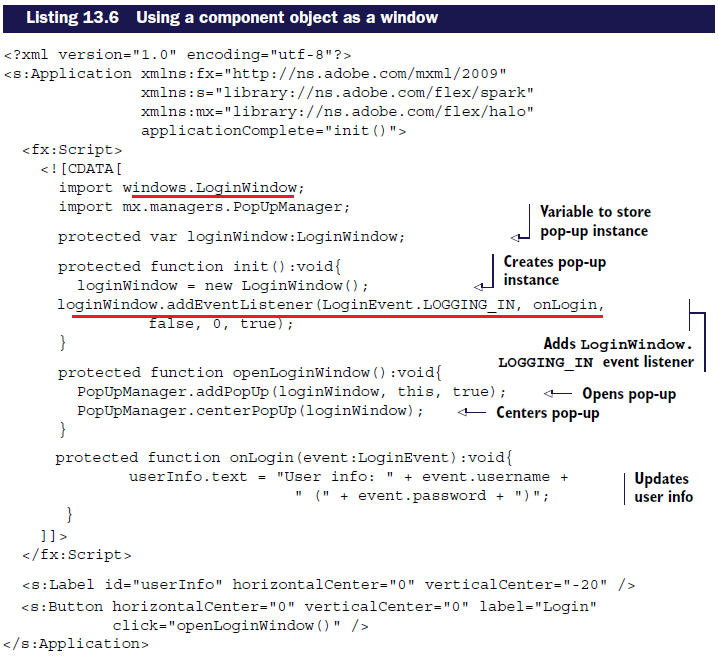 Listing 13.6 Using a component object as a window
<?xml version="1.0" encoding="utf-8"?>
<s:Application xmlns:fx="http://ns.adobe.com/mxml/2009"
xmlns:s="library://ns.adobe.com/flex/spark"
xmlns:mx="library://ns.adobe.com/flex/halo"
applicationComplete="init()">
<fx:Script>
<![CDATA[
import windows.LoginWindow;
import mx.managers.PopUpManager;
Variable to store
pop-up instance
protected var loginWindow:LoginWindow;
Creates pop-up
instance
protected function init():void{
loginWindow = new LoginWindow();
loginWindow.addEventListener(LoginEvent.LOGGING_IN, onLogin,
false, 0, true);
}
Adds LoginWindow.
LOGGING_IN event listener
protected function openLoginWindow():void{
PopUpManager.addPopUp(loginWindow, this, true); Opens pop-up
PopUpManager.centerPopUp(loginWindow); Centers pop-up
}
protected function onLogin(event:LoginEvent):void{
userInfo.text = "User info: " + event.username +
" (" + event.password + ")";
Updates
user info
}
]]>
</fx:Script>
<s:Label id="userInfo" horizontalCenter="0" verticalCenter="-20" />
<s:Button horizontalCenter="0" verticalCenter="0" label="Login"
click="openLoginWindow()" />
</s:Application>